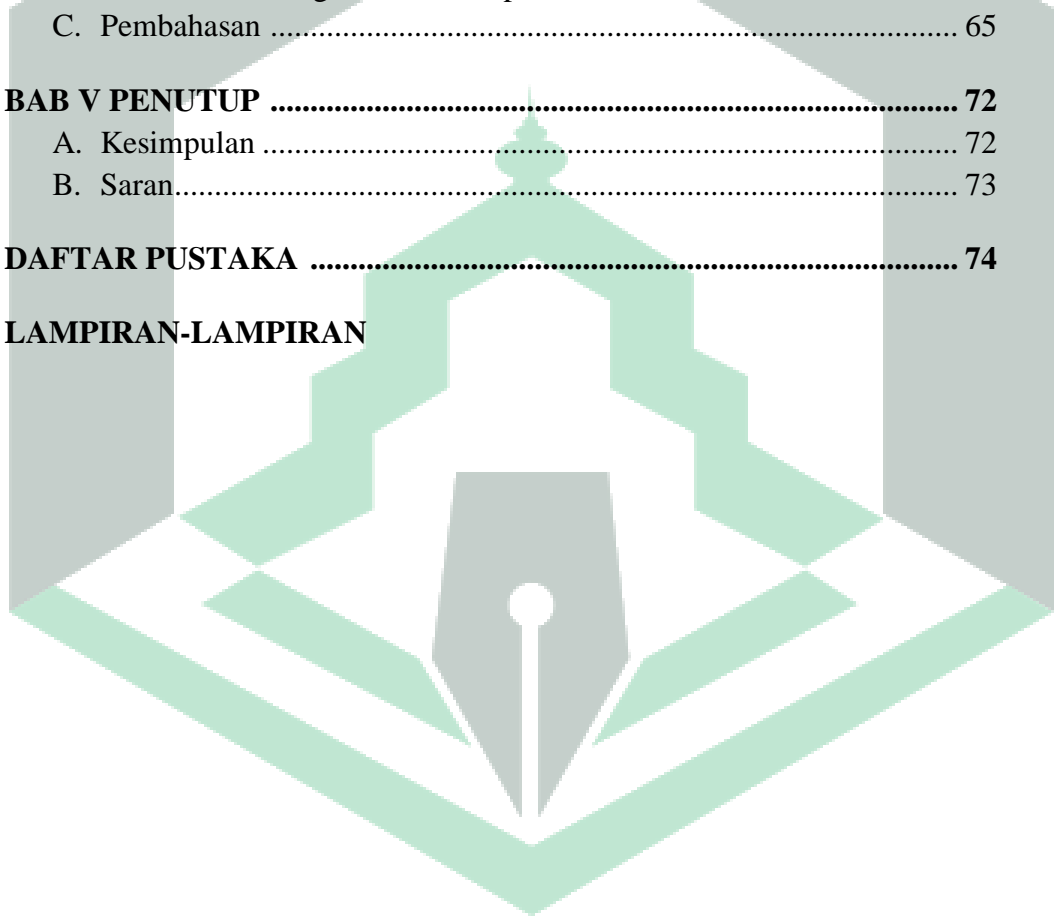 C. Pembahasan .......................................................................................... 65
BAB V PENUTUP ........................................................................................ 72
A. Kesimpulan ........................................................................................... 72
B. Saran...................................................................................................... 73
DAFTAR PUSTAKA ................................................................................... 74
LAMPIRAN-LAMPIRAN